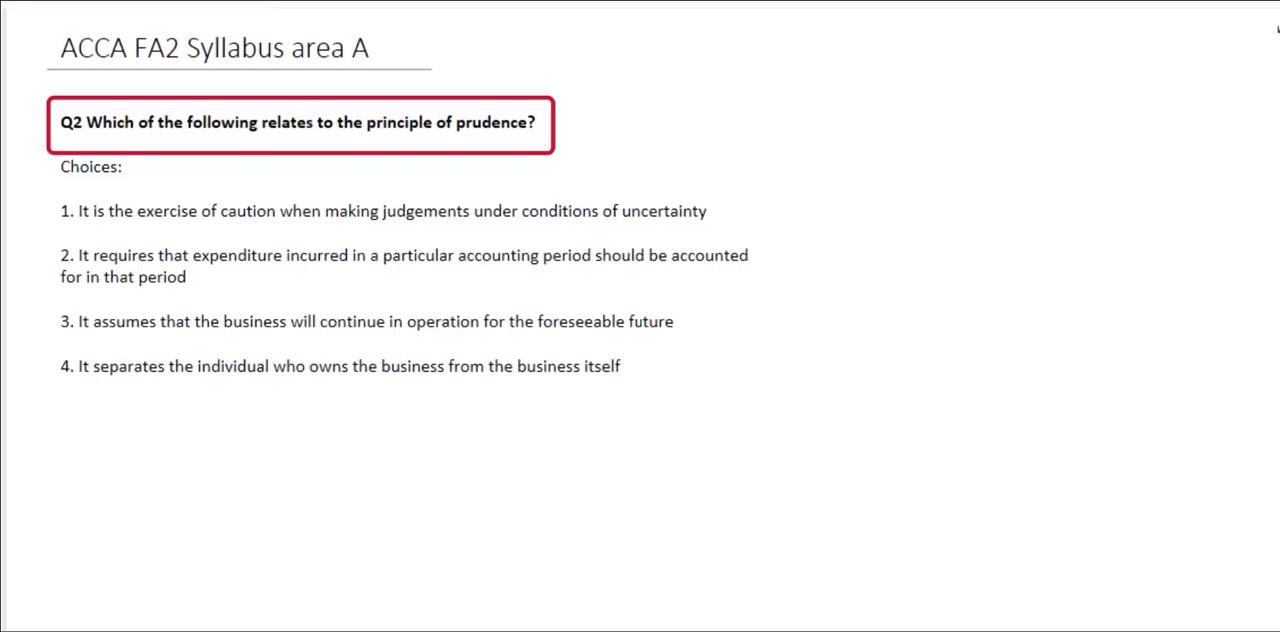 ACCA FA2 Syllabus area A
Q2 Which of the following relates to the principle of prudence?
Choices:
1. It is the exercise of caution when making judgements under conditions of uncertainty
2. It requires that expenditure incurred in a particular accounting period should be accounted
for in that period
3. It assumes that the business will continue in operation for the foreseeable future
4. It separates the individual who owns the business from the business itself